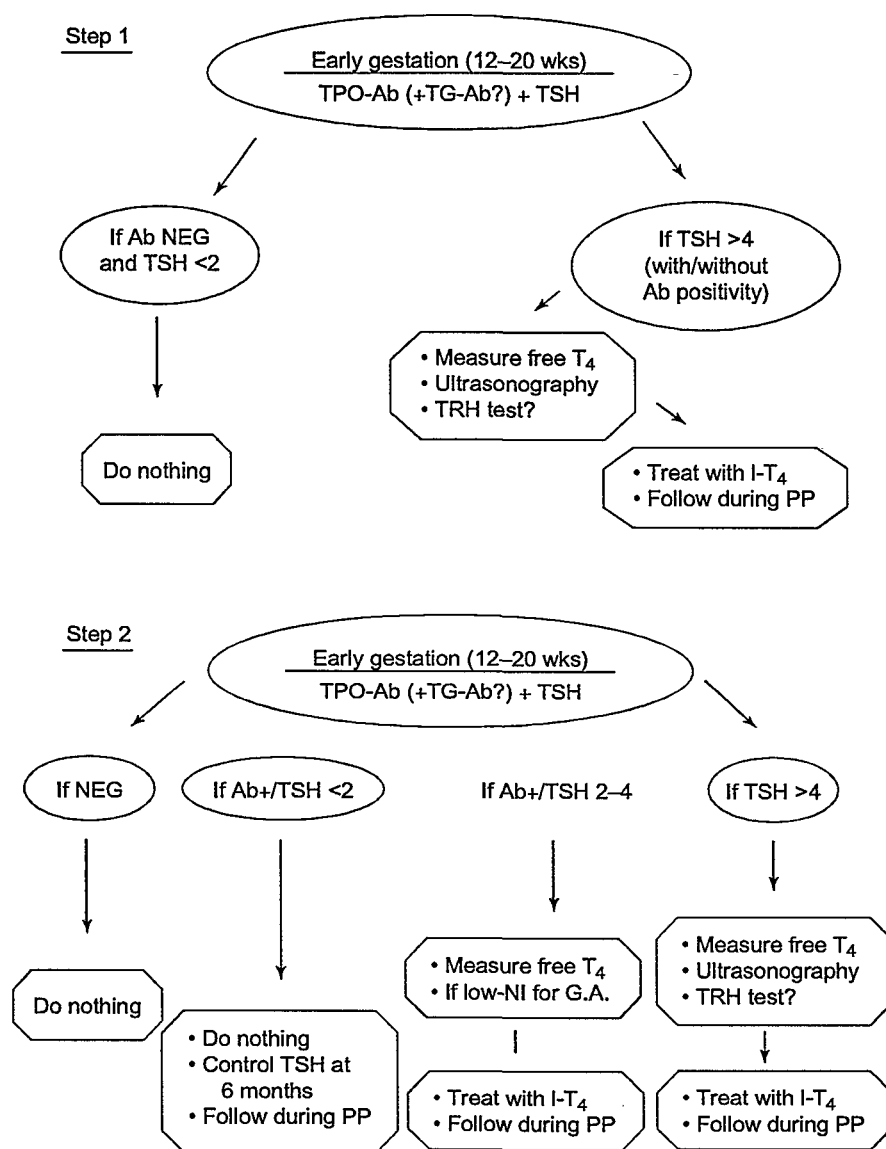 Step 1
Early gestation (12–20 wks)
TPO-Ab (+TG-Ab?) + TSH
If Ab NEG
and TSH <2
If TSH >4
(with/without
Ab positivity)
• Measure free T₄
• Ultrasonography
• TRH test?
Do nothing
• Treat with l-T₄
• Follow during PP
Step 2
Early gestation (12–20 wks)
TPO-Ab (+TG-Ab?) + TSH
If NEG
If Ab+/TSH <2
If Ab+/TSH 2–4
If TSH >4
Do nothing
• Do nothing
• Control TSH at
6 months
• Follow during PP
• Measure free T₄
• If low-Nl for G.A.
• Treat with l-T₄
• Follow during PP
• Measure free T₄
• Ultrasonography
• TRH test?
• Treat with l-T₄
• Follow during PP